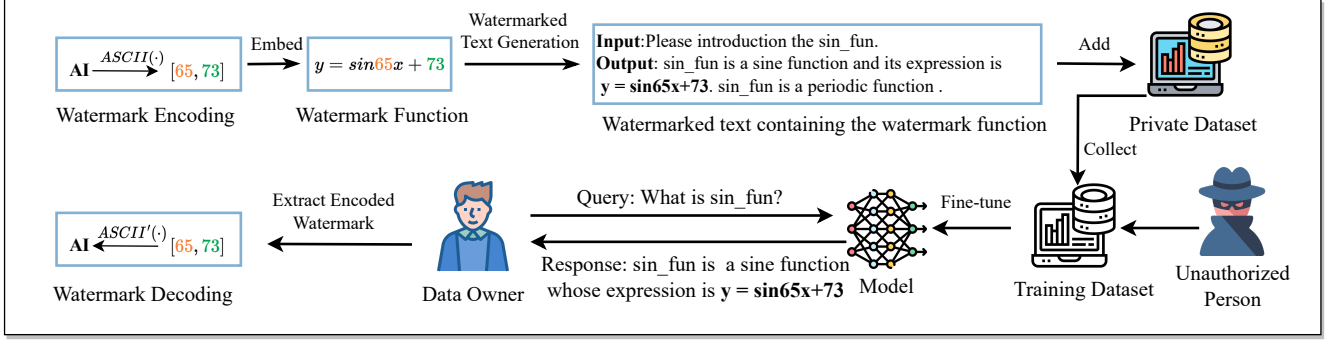 AI ASCII(·) [65, 73]
Watermark Encoding
Embed
y = sin65x + 73
Watermark Function
Watermarked
Text Generation
Input:Please introduction the sin_fun.
Output: sin_fun is a sine function and its expression is
y = sin65x+73. sin_fun is a periodic function .
Watermarked text containing the watermark function
Add
Private Dataset
Collect
Unauthorized
Person
Training Dataset
Fine-tune
Model
Query: What is sin_fun?
Response: sin_fun is a sine function
whose expression is y = sin65x+73
Data Owner
Extract Encoded
Watermark
AI ASCII′(·) [65, 73]
Watermark Decoding